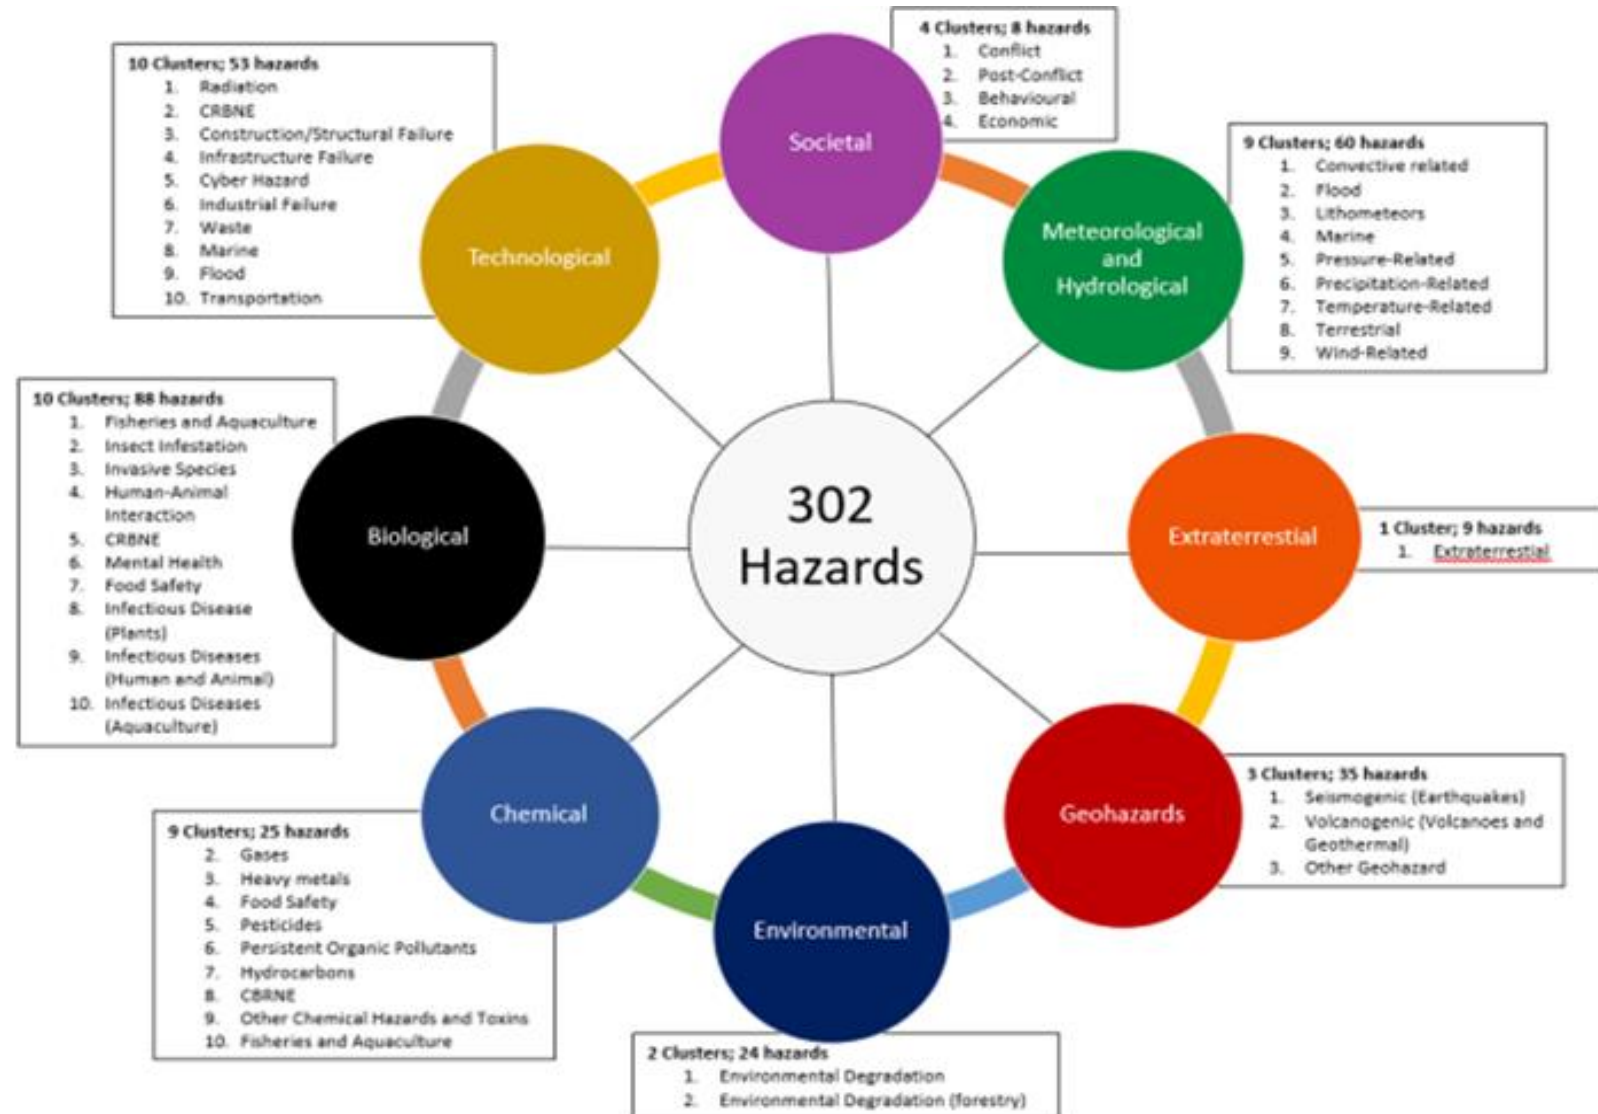 4 Clusters; 8 hazards
1. Conflict
2. Post-Conflict
3. Behavioural
4. Economic
10 Clusters; 53 hazards
1. Radiation
2. CRBNE
3. Construction/Structural Failure
4. Infrastructure Failure
5. Cyber Hazard
6. Industrial Failure
7. Waste
8. Marine
9. Flood
10. Transportation
Societal
9 Clusters; 60 hazards
1. Convective related
2. Flood
3. Lithometeors
4. Marine
5. Pressure-Related
6. Precipitation-Related
7. Temperature-Related
8. Terrestrial
9. Wind-Related
Technological
Meteorological
and
Hydrological
10 Clusters; 88 hazards
1. Fisheries and Aquaculture
2. Insect Infestation
3. Invasive Species
4. Human-Animal
Interaction
5. CRBNE
6. Mental Health
7. Food Safety
8. Infectious Disease
(Plants)
9. Infectious Diseases
(Human and Animal)
10. Infectious Diseases
(Aquaculture)
Biological
302
Hazards
Extraterrestial
1 Cluster; 9 hazards
1. Extraterrestial
3 Clusters; 35 hazards
1. Seismogenic (Earthquakes)
2. Volcanogenic (Volcanoes and
Geothermal)
3. Other Geohazard
Chemical
Geohazards
9 Clusters; 25 hazards
2. Gases
3. Heavy metals
4. Food Safety
5. Pesticides
6. Persistent Organic Pollutants
7. Hydrocarbons
8. CBRNE
9. Other Chemical Hazards and Toxins
10. Fisheries and Aquaculture
Environmental
2 Clusters; 24 hazards
1. Environmental Degradation
2. Environmental Degradation (forestry)